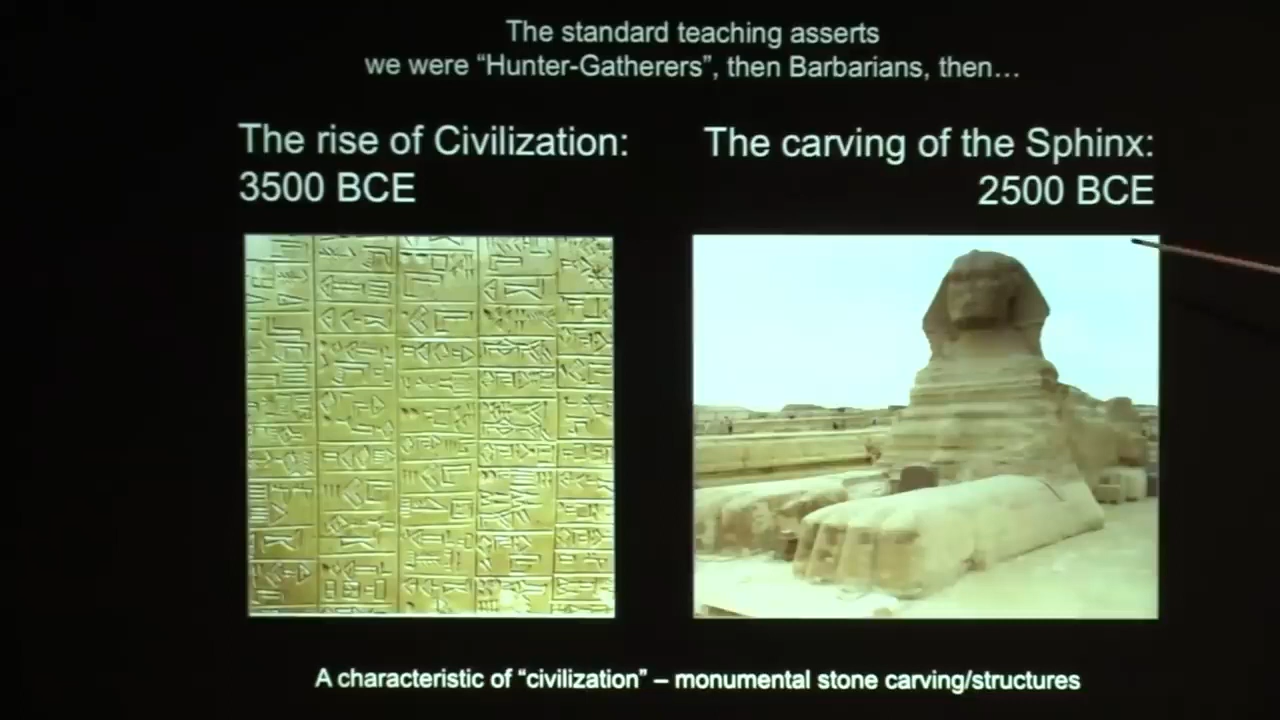 The standard teaching asserts
we were “Hunter-Gatherers”, then Barbarians, then…
The rise of Civilization:
3500 BCE
The carving of the Sphinx:
2500 BCE
A characteristic of “civilization” – monumental stone carving/structures